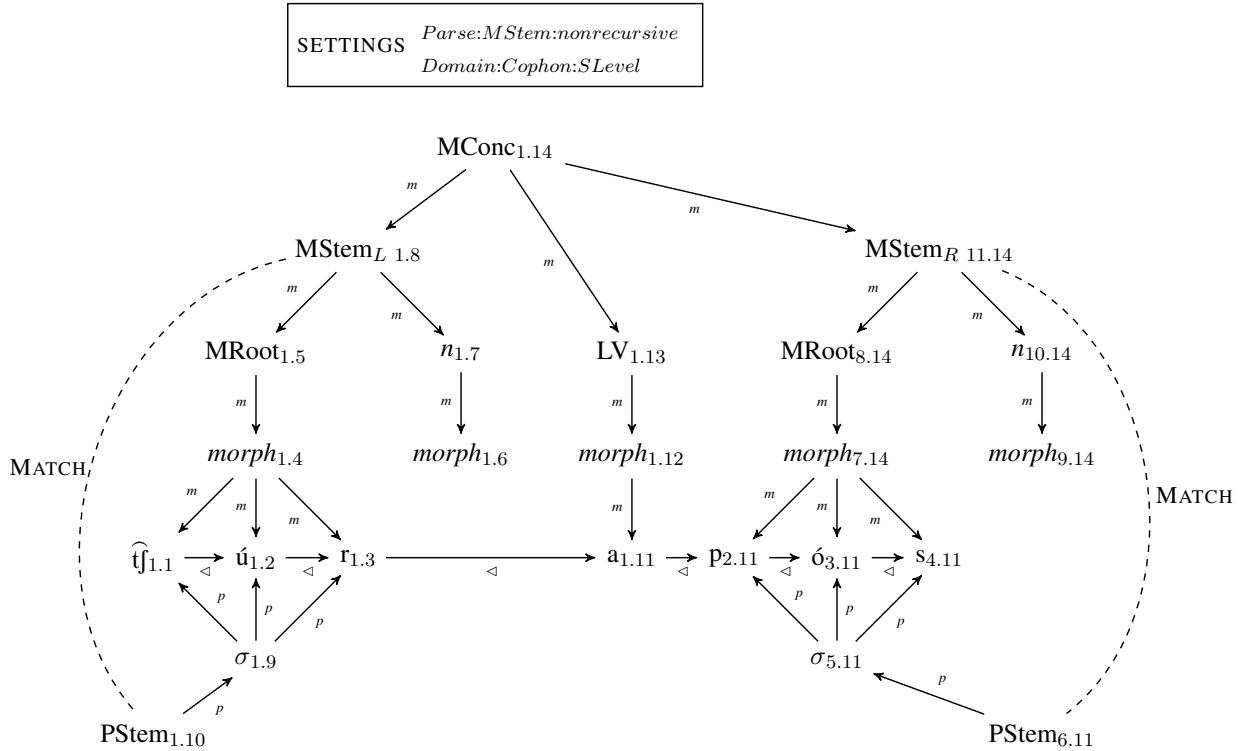 SETTINGS Parse:MStem:nonrecursive
Domain:Cophon:SLevel
MConc1.14
m m m
MStemL 1.8 MStemR 11.14
m m m m
MRoot1.5 n1.7 LV1.13 MRoot8.14 n10.14
m m m m m
morph1.4 morph1.6 morph1.12 morph7.14 morph9.14
MATCH MATCH
m m m m m m m
t͡ʃ1.1 ú1.2 r1.3 a1.11 p2.11 ó3.11 s4.11
◁ ◁ ◁ ◁ ◁ ◁
p p p p p p
σ1.9 σ5.11
p p
PStem1.10 PStem6.11